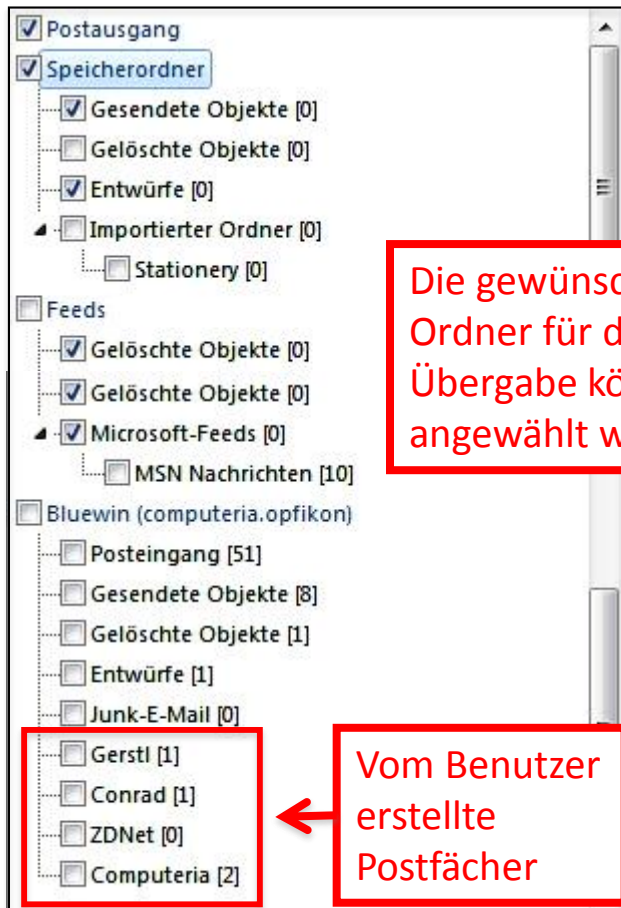 Postausgang
Speicherordner
Gesendete Objekte [0]
Gelöschte Objekte [0]
Entwürfe [0]
Importierter Ordner [0]
Stationery [0]
Feeds
Gelöschte Objekte [0]
Gelöschte Objekte [0]
Microsoft-Feeds [0]
MSN Nachrichten [10]
Bluewin (computeria.opfikon)
Posteingang [51]
Gesendete Objekte [8]
Gelöschte Objekte [1]
Entwürfe [1]
Junk-E-Mail [0]
Gerstl [1]
Conrad [1]
ZDNet [0]
Computeria [2]
Die
Ordner für
Übergabe
angewählt
Vom Benutzer
erstellte
Postfächer